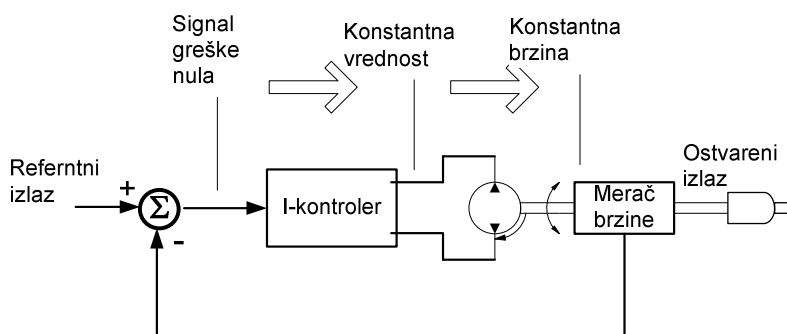 Signal
greške
nula
Konstantna
vrednost
Konstantna
brzina
Referntni
izlaz
+
Σ
-
I-kontroler
Merač
brzine
Ostvareni
izlaz